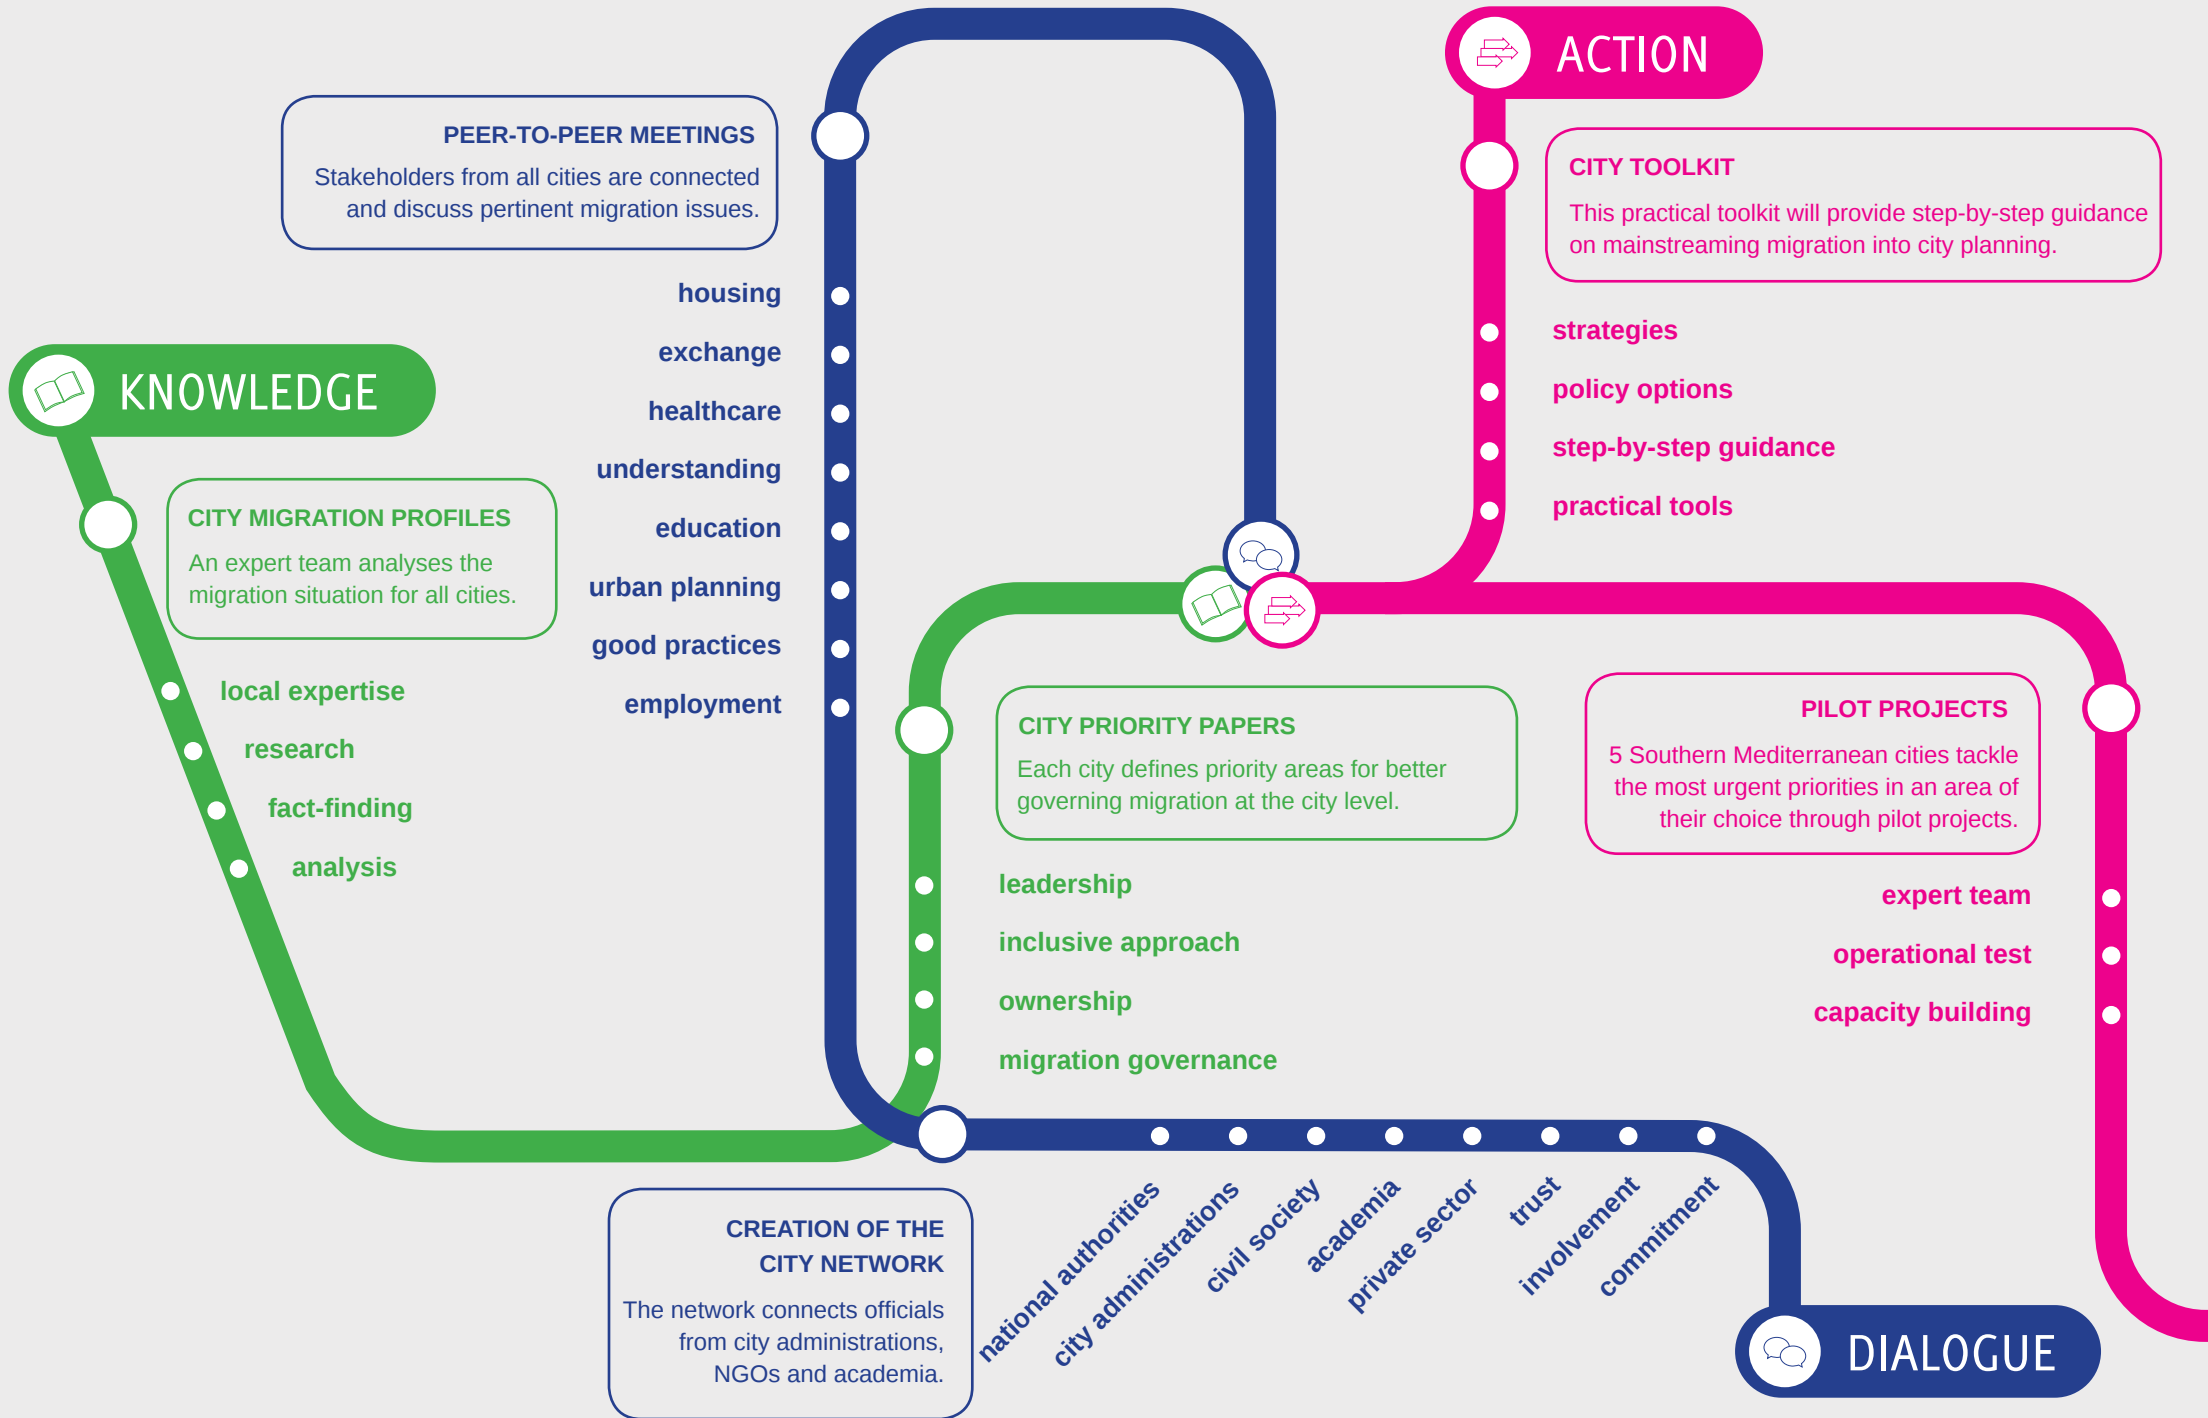 KNOWLEDGE
CITY MIGRATION PROFILES
An expert team analyses the
migration situation for all cities.
local expertise
research
fact-finding
analysis
PEER-TO-PEER MEETINGS
Stakeholders from all cities are connected
and discuss pertinent migration issues.
housing
exchange
healthcare
understanding
education
urban planning
good practices
employment
CITY PRIORITY PAPERS
Each city defines priority areas for better
governing migration at the city level.
leadership
inclusive approach
ownership
migration governance
CREATION OF THE
CITY NETWORK
The network connects officials
from city administrations,
NGOs and academia.
national authorities
city administrations
civil society
academia
private sector
trust
involvement
commitment
DIALOGUE
ACTION
CITY TOOLKIT
This practical toolkit will provide step-by-step guidance
on mainstreaming migration into city planning.
strategies
policy options
step-by-step guidance
practical tools
PILOT PROJECTS
5 Southern Mediterranean cities tackle
the most urgent priorities in an area of
their choice through pilot projects.
expert team
operational test
capacity building